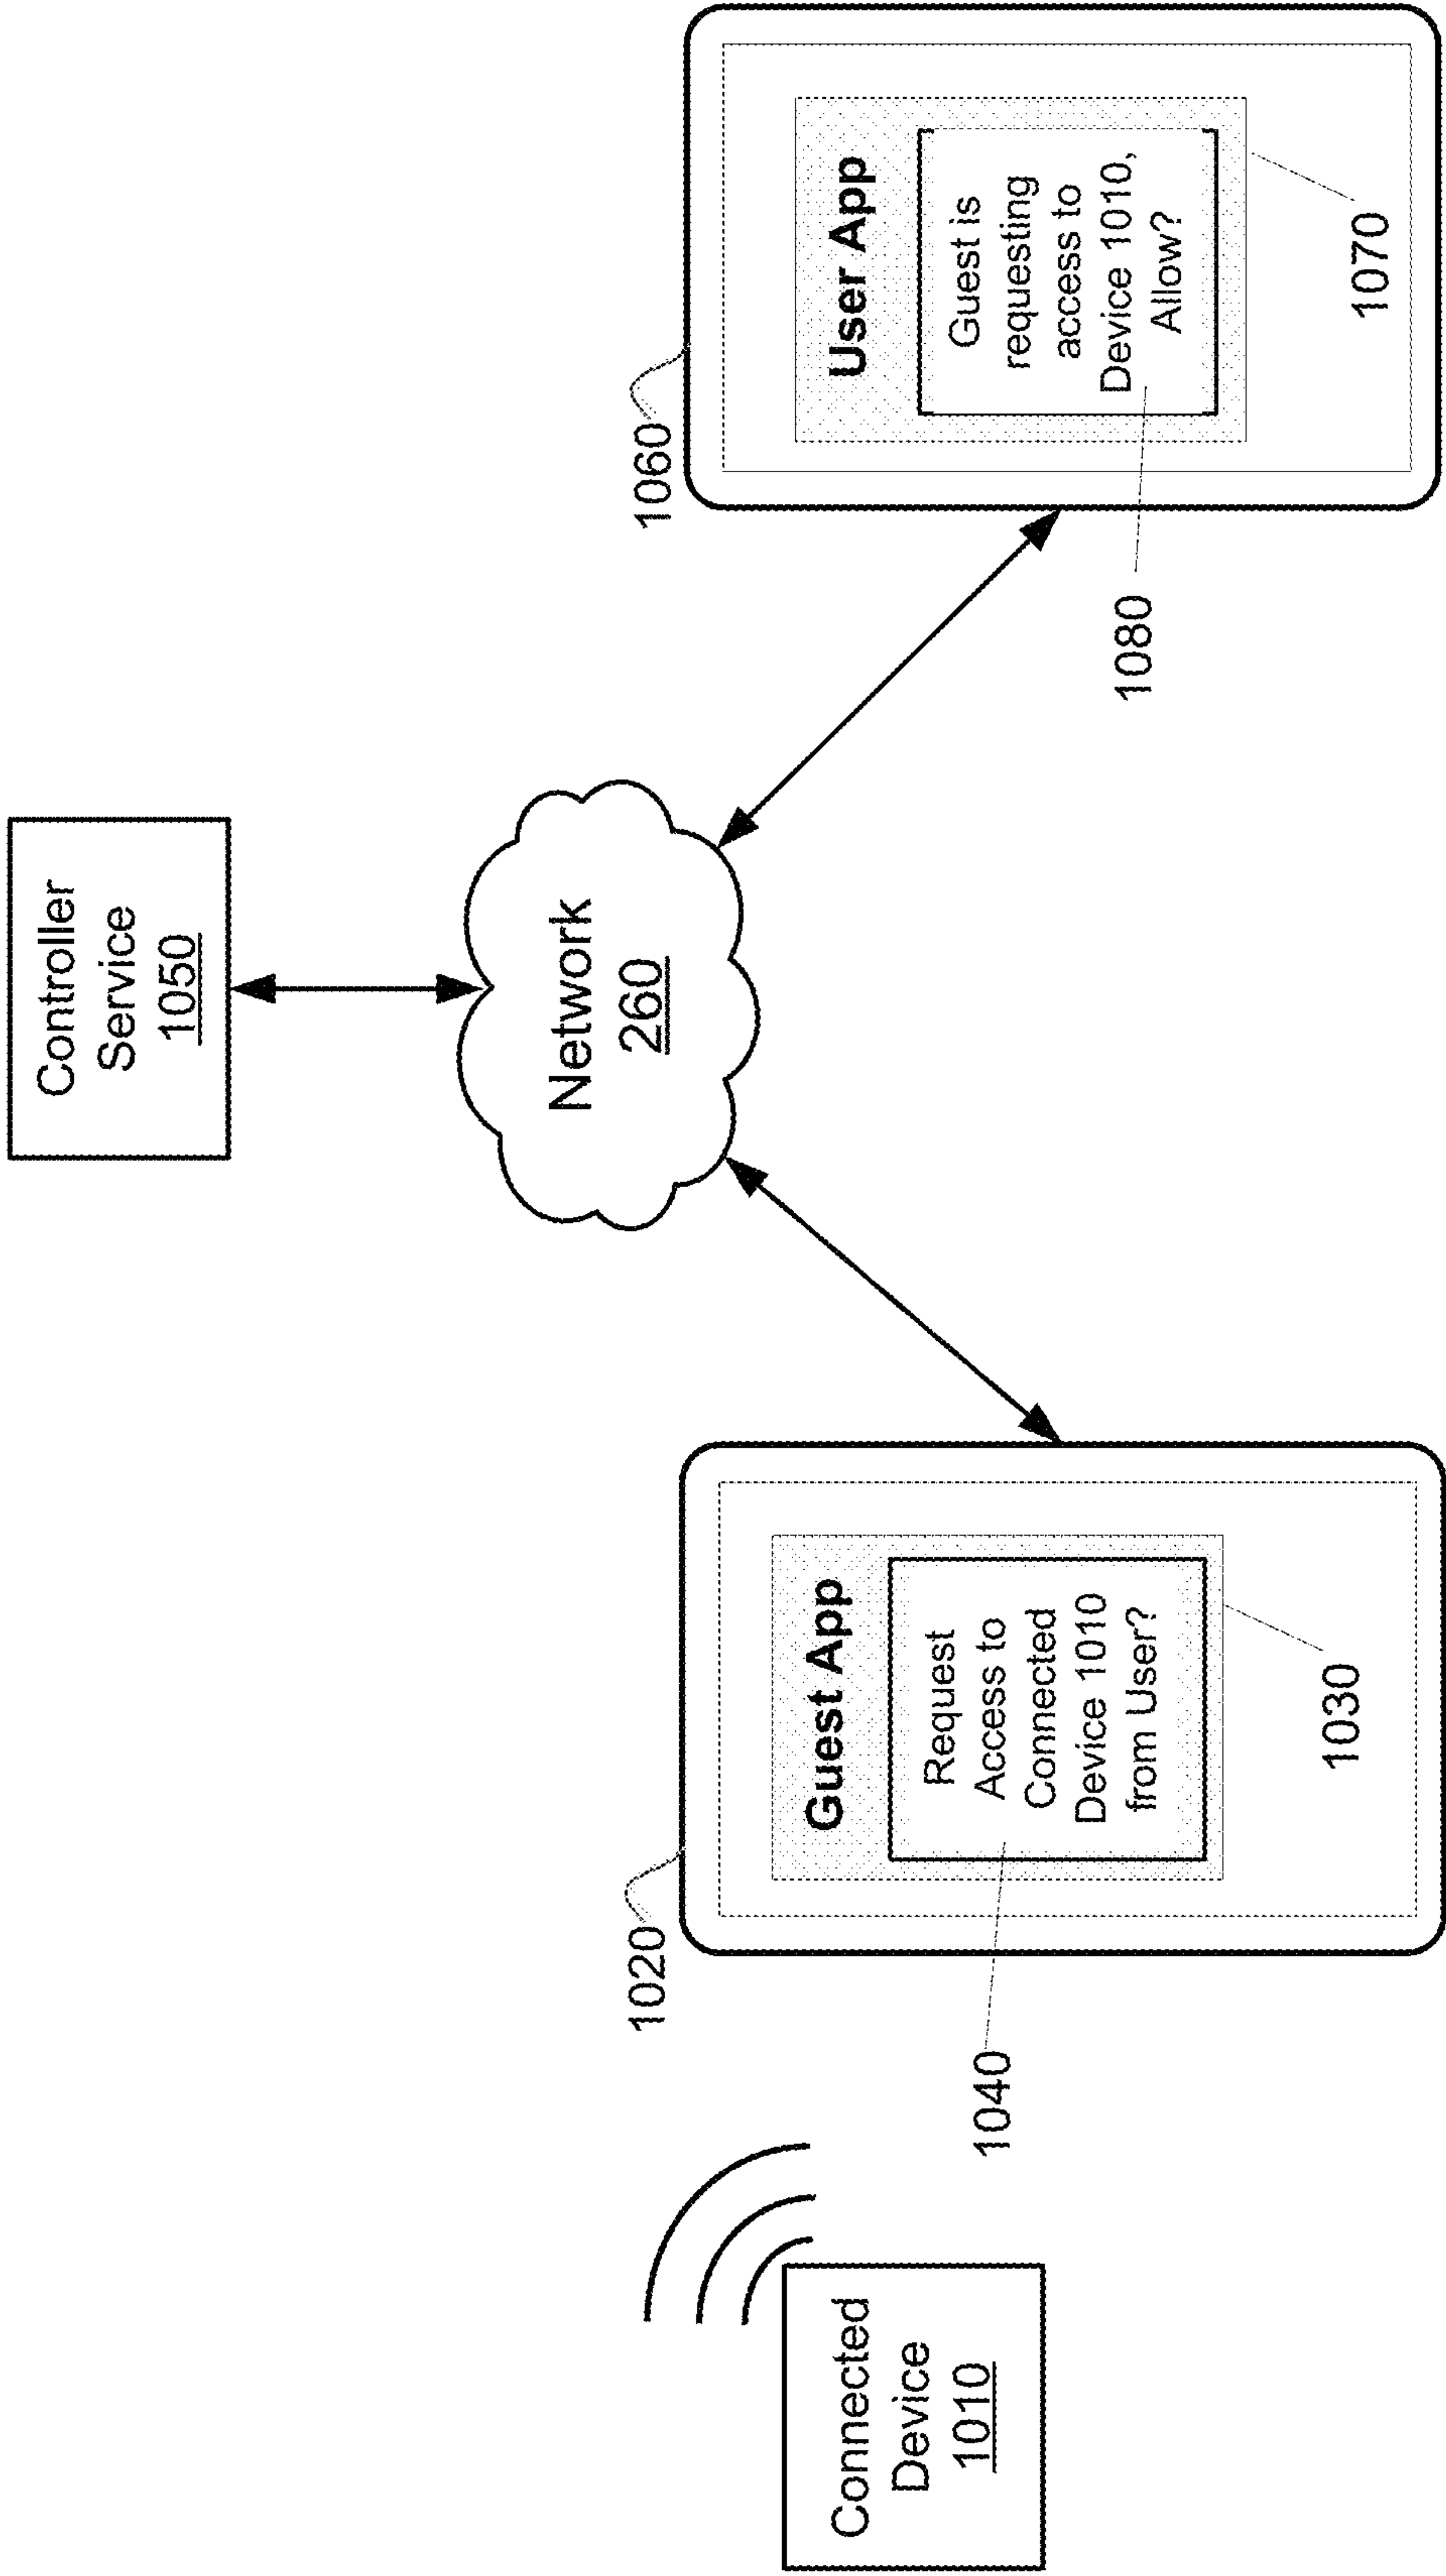 Controller
Service
1050
Network
260
1020
Guest App
Request
Access to
Connected
Device 1010
from User?
1030
1040
Connected
Device
1010
1060
User App
Guest is
requesting
access to
Device 1010,
Allow?
1070
1080